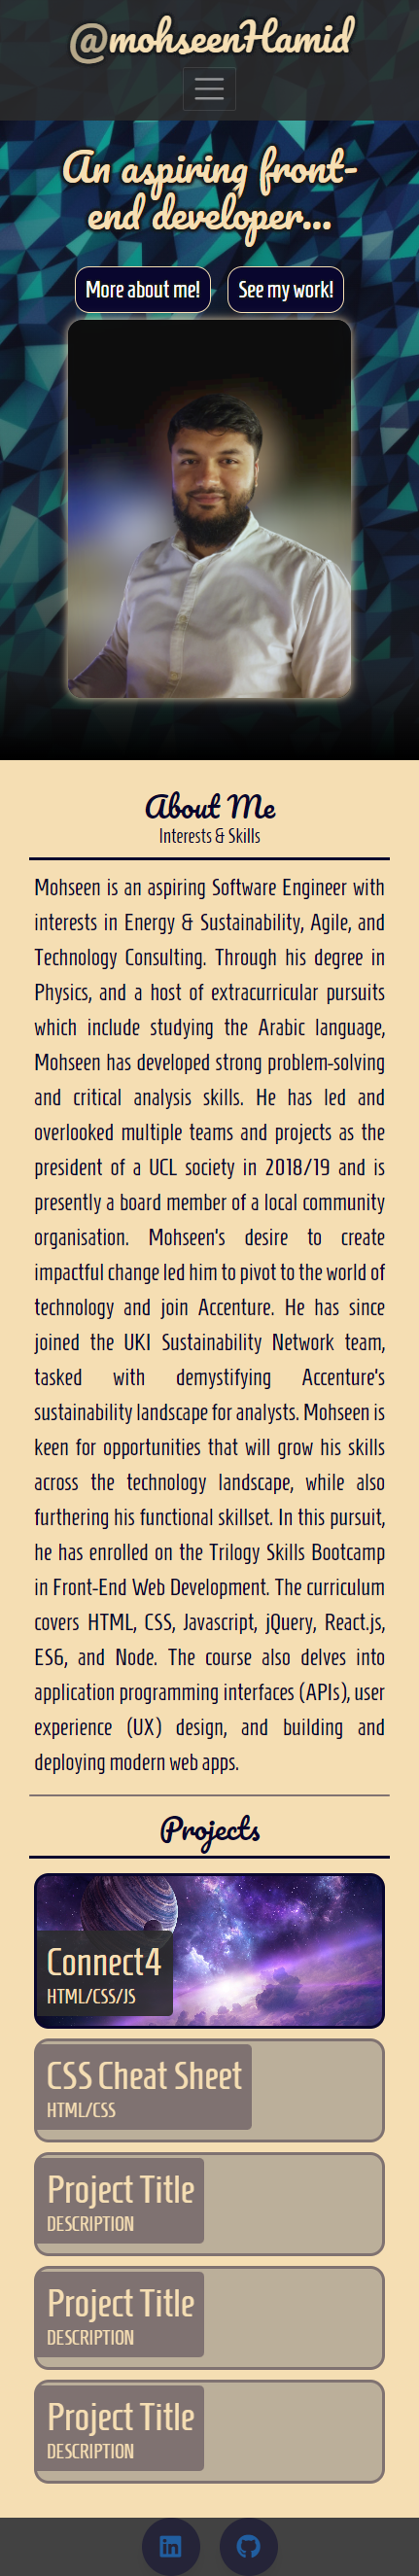 @mohseenHamid
An aspiring front-
end developer...
More about me! See my work!
About Me
Interests & Skills
Mohseen is an aspiring Software Engineer with
interests in Energy & Sustainability, Agile, and
Technology Consulting. Through his degree in
Physics, and a host of extracurricular pursuits
which include studying the Arabic language,
Mohseen has developed strong problem-solving
and critical analysis skills. He has led and
overlooked multiple teams and projects as the
president of a UCL society in 2018/19 and is
presently a board member of a local community
organisation. Mohseen's desire to create
impactful change led him to pivot to the world of
technology and join Accenture. He has since
joined the UKI Sustainability Network team,
tasked with demystifying Accenture's
sustainability landscape for analysts. Mohseen is
keen for opportunities that will grow his skills
across the technology landscape, while also
furthering his functional skillset. In this pursuit,
he has enrolled on the Trilogy Skills Bootcamp
in Front-End Web Development. The curriculum
covers HTML, CSS, Javascript, jQuery, React.js,
ES6, and Node. The course also delves into
application programming interfaces (APIs), user
experience (UX) design, and building and
deploying modern web apps.
Projects
Connect4
HTML/CSS/JS
CSS Cheat Sheet
HTML/CSS
Project Title
DESCRIPTION
Project Title
DESCRIPTION
Project Title
DESCRIPTION